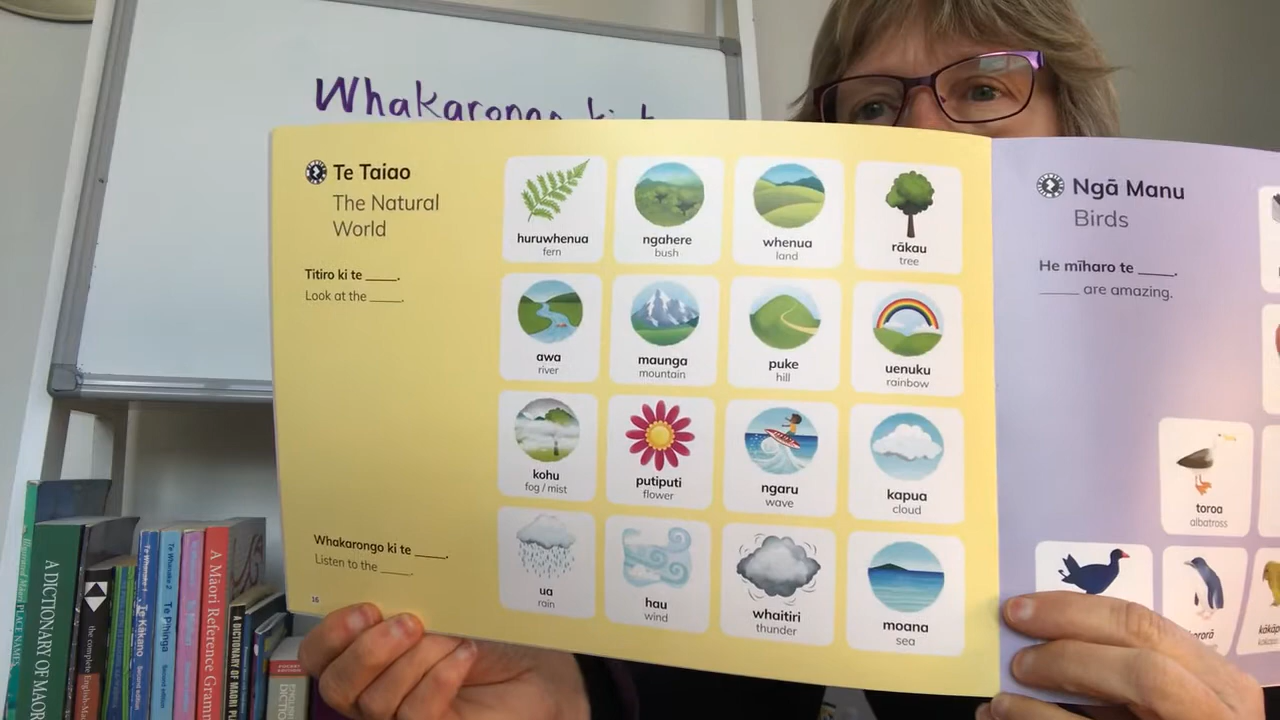 Whakarongo ki t
Te Taiao
The Natural
World
Titiro ki te ____.
Look at the ____.
huruwhenua
fern
ngahere
bush
whenua
land
rākau
tree
awa
river
maunga
mountain
puke
hill
uenuku
rainbow
kohu
fog / mist
putiputi
flower
ngaru
wave
kapua
cloud
ua
rain
hau
wind
whaitiri
thunder
moana
sea
Whakarongo ki te ____.
Listen to the ____.
16
Ngā Manu
Birds
He mīharo te ____.
____ are amazing.
toroa
albatross
A DICTIONARY OF MAOR
Te Kākano
Te Pihinga
A Māori Reference Gramm